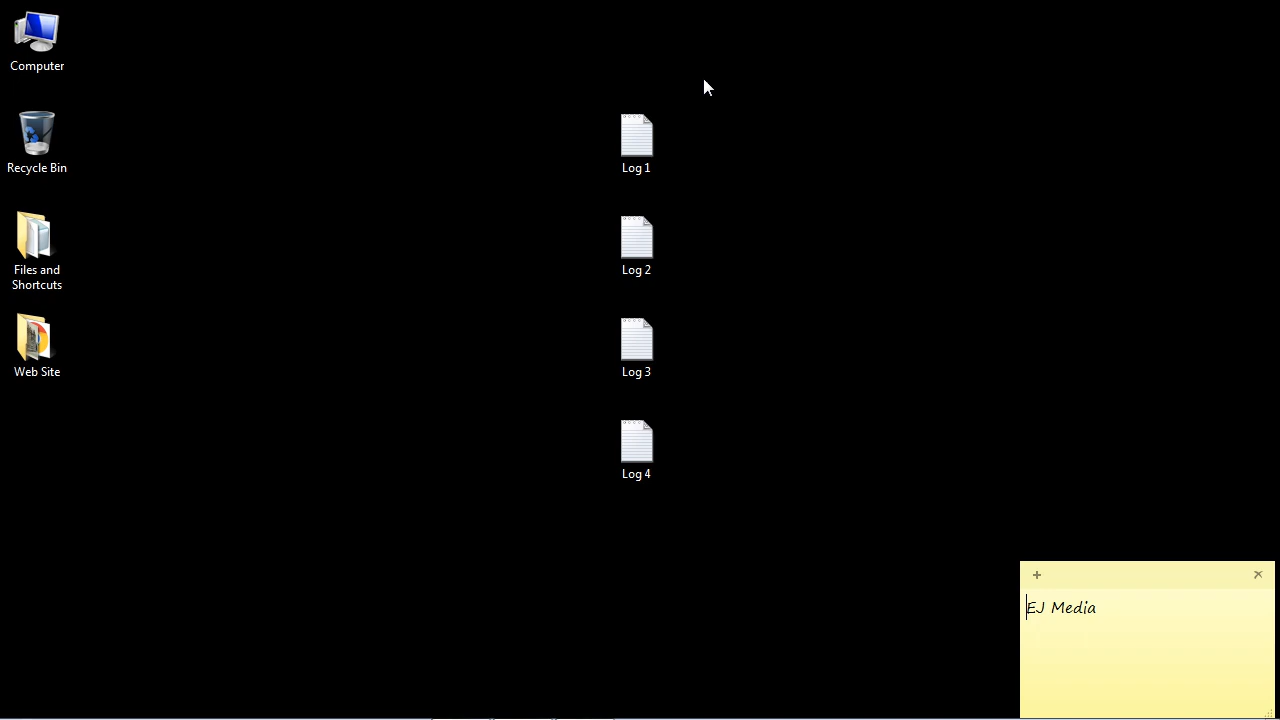 Computer
Recycle Bin
Files and
Shortcuts
Web Site
Log 1
Log 2
Log 3
Log 4
EJ Media